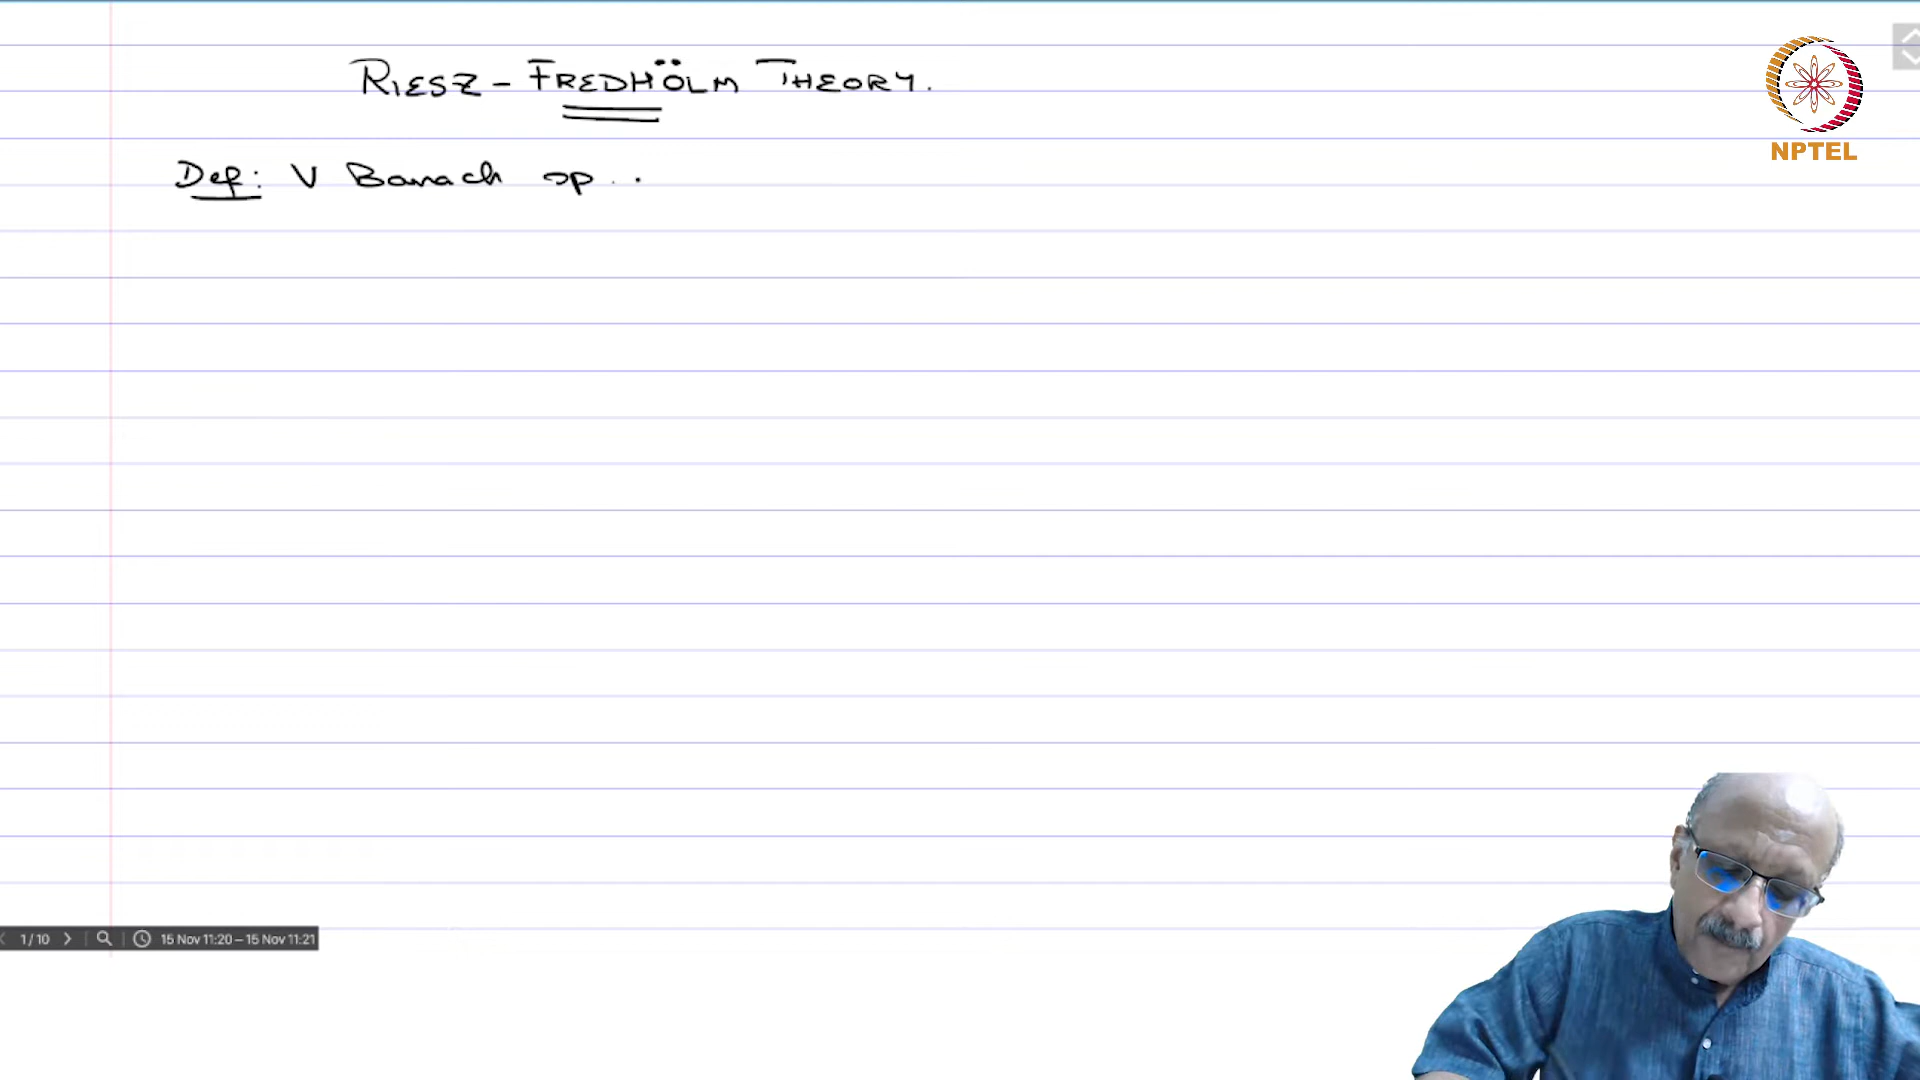 RIESZ - FREDHÖLM THEORY.
NPTEL
Def: V Banach sp..
1/10 15 Nov 11:20 – 15 Nov 11:21